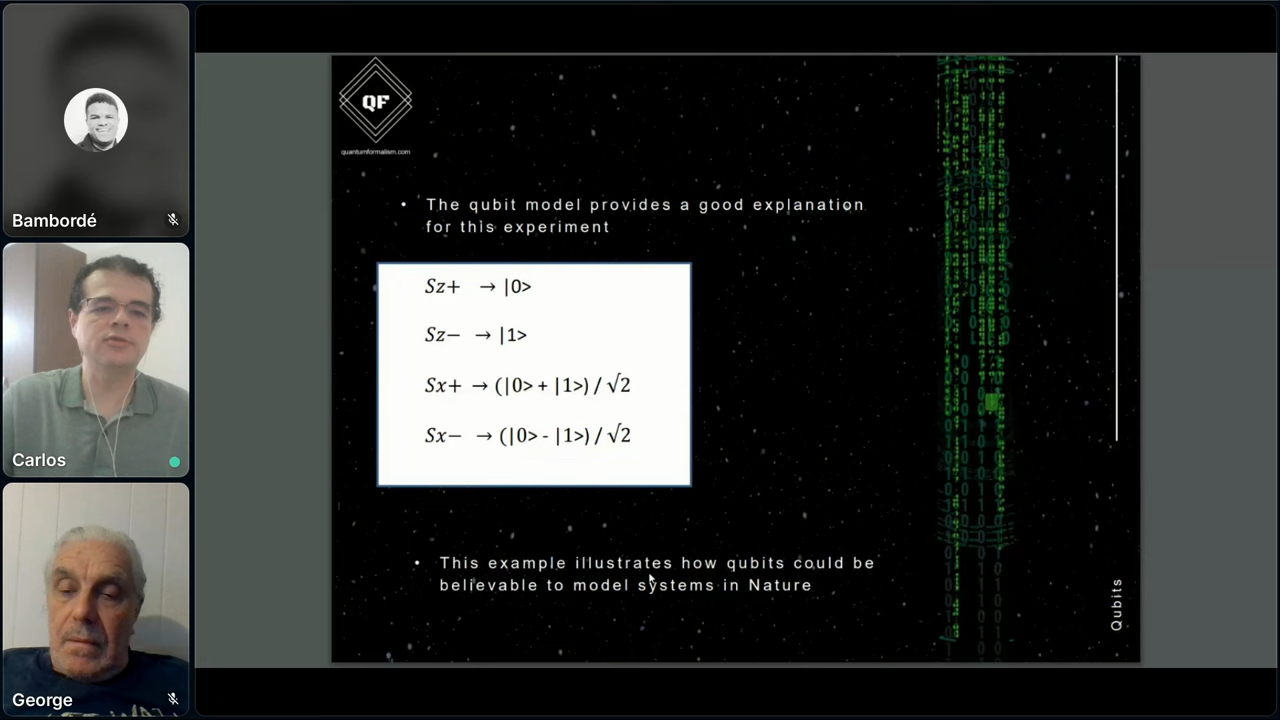 Bambordé
Carlos
George
QF
quantumformalism.com
• The qubit model provides a good explanation
for this experiment
Sz+ → |0>
Sz− → |1>
Sx+ → (|0> + |1>) / √2
Sx− → (|0> - |1>) / √2
• This example illustrates how qubits could be
believable to model systems in Nature
Qubits